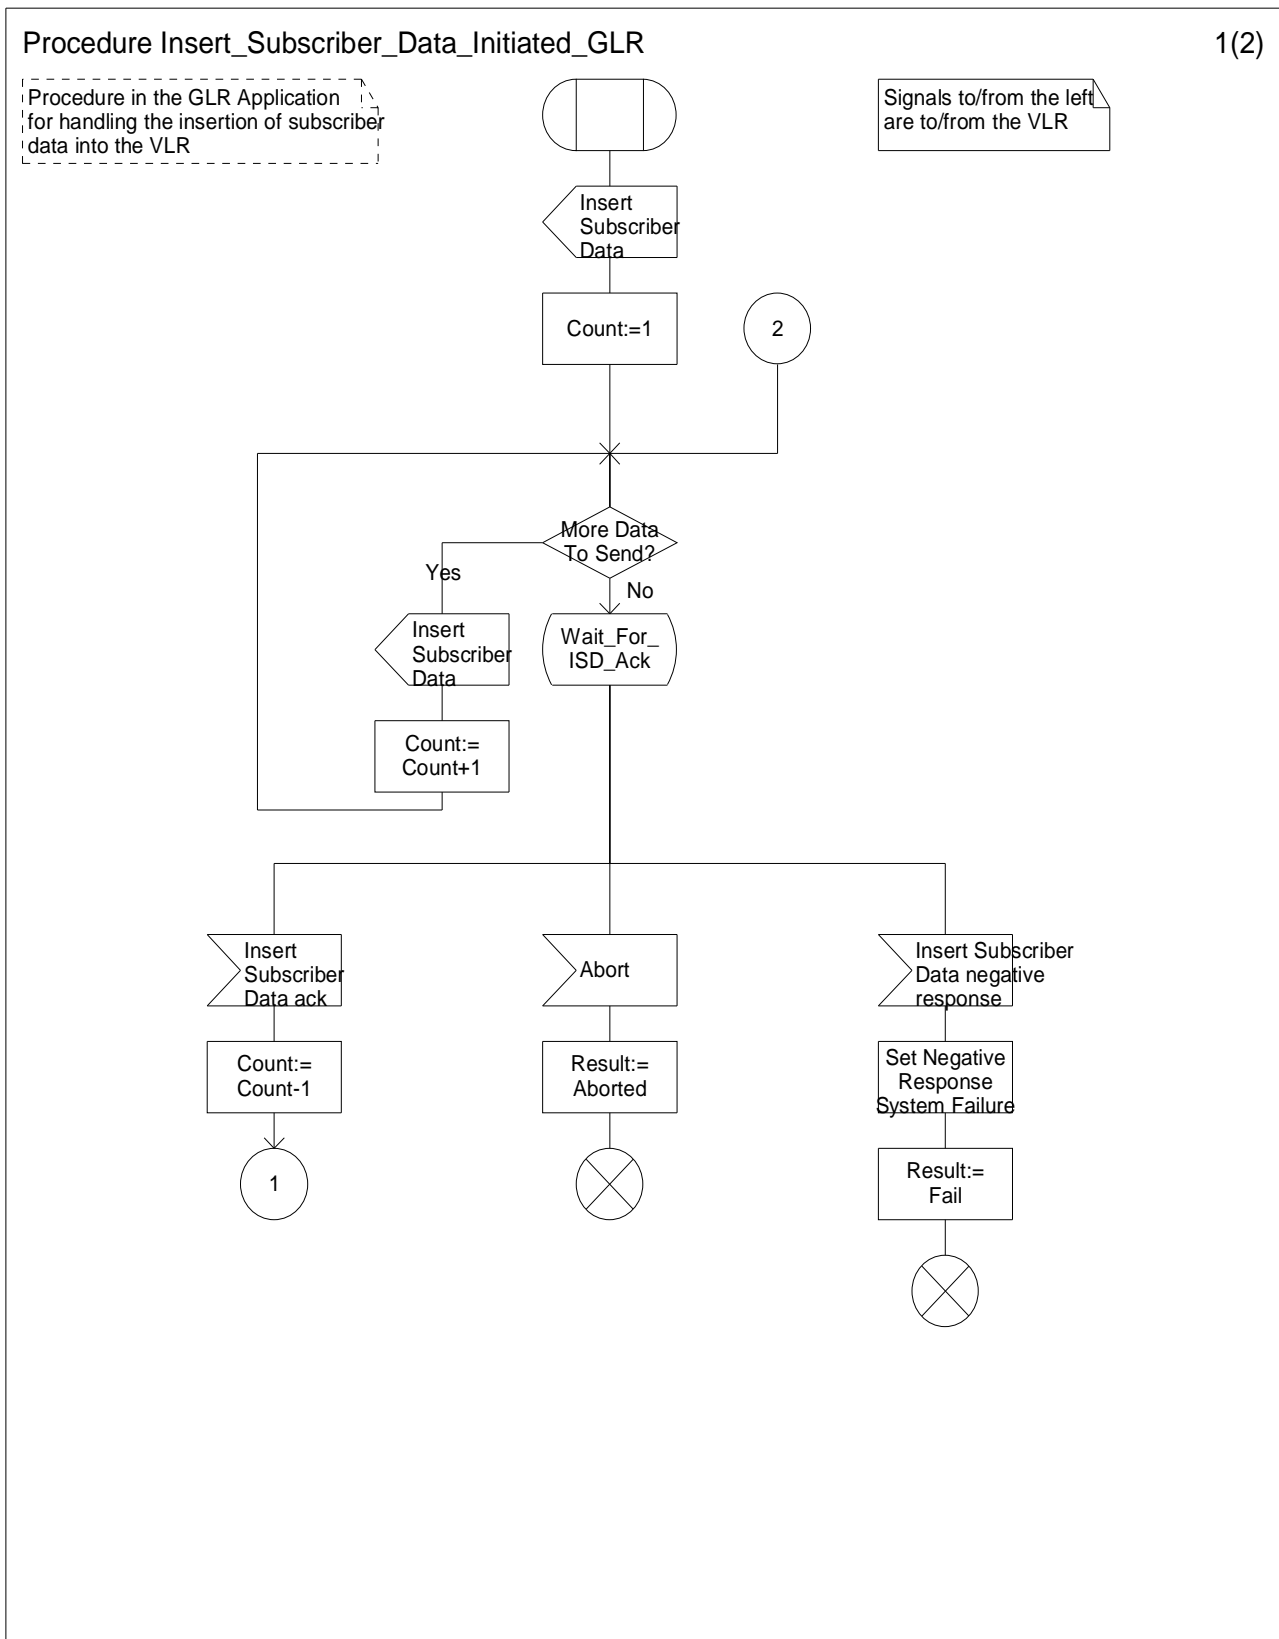 Procedure Insert_Subscriber_Data_Initiated_GLR
1(2)
Procedure in the GLR Application
for handling the insertion of subscriber
data into the VLR
Signals to/from the left
are to/from the VLR
Insert
Subscriber
Data
Count:=1
2
More Data
To Send?
Yes
No
Insert
Subscriber
Data
Wait_For_
ISD_Ack
Count:=
Count+1
Insert
Subscriber
Data ack
Abort
Insert Subscriber
Data negative
response
Count:=
Count-1
Result:=
Aborted
Set Negative
Response
System Failure
1
Result:=
Fail